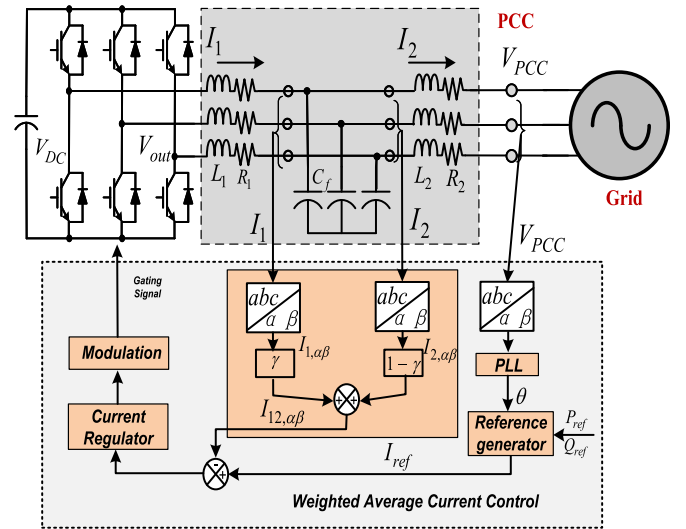 PCC
I1
I2
VPCC
VDC
Vout
L1
R1
Cf
L2
R2
Grid
I1
I2
VPCC
Gating
Signal
abc
α β
abc
α β
abc
α β
I1,αβ
I2,αβ
Modulation
γ
1 − γ
PLL
θ
Current
Regulator
I12,αβ
+ +
Reference
generator
Pref
Qref
Iref
-
+
Weighted Average Current Control